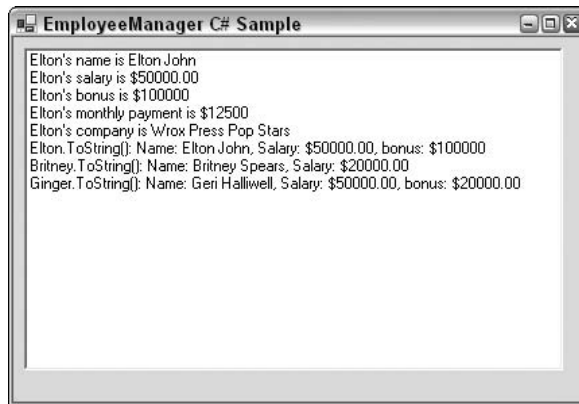 EmployeeManager C# Sample
Elton's name is Elton John
Elton's salary is $50000.00
Elton's bonus is $100000
Elton's monthly payment is $12500
Elton's company is Wrox Press Pop Stars
Elton.ToString(): Name: Elton John, Salary: $50000.00, bonus: $100000
Britney.ToString(): Name: Britney Spears, Salary: $20000.00
Ginger.ToString(): Name: Geri Halliwell, Salary: $50000.00, bonus: $20000.00